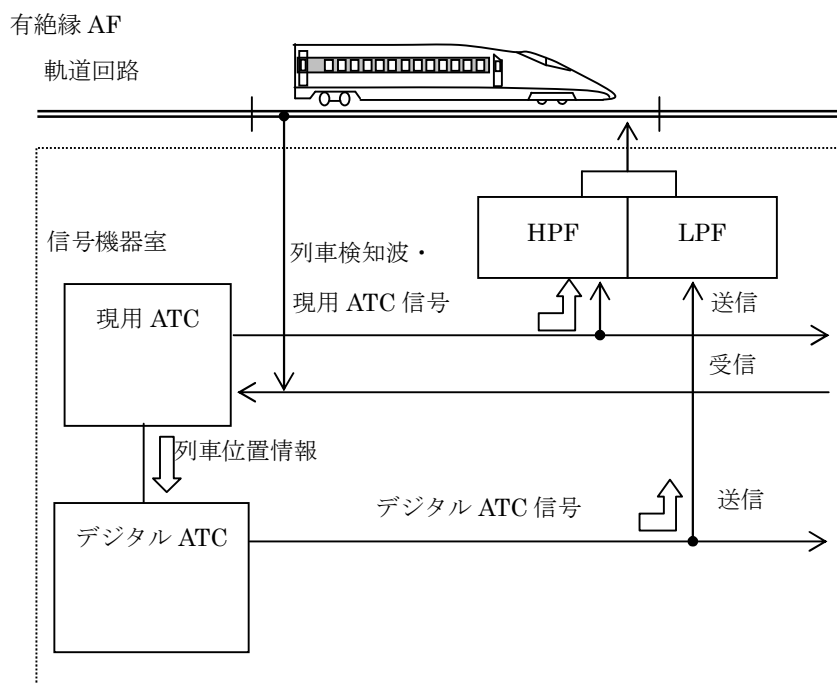 有絶縁 AF
軌道回路
信号機器室
HPF
LPF
列車検知波・
現用 ATC 信号
送信
現用 ATC
受信
列車位置情報
デジタル ATC 信号
送信
デジタル ATC